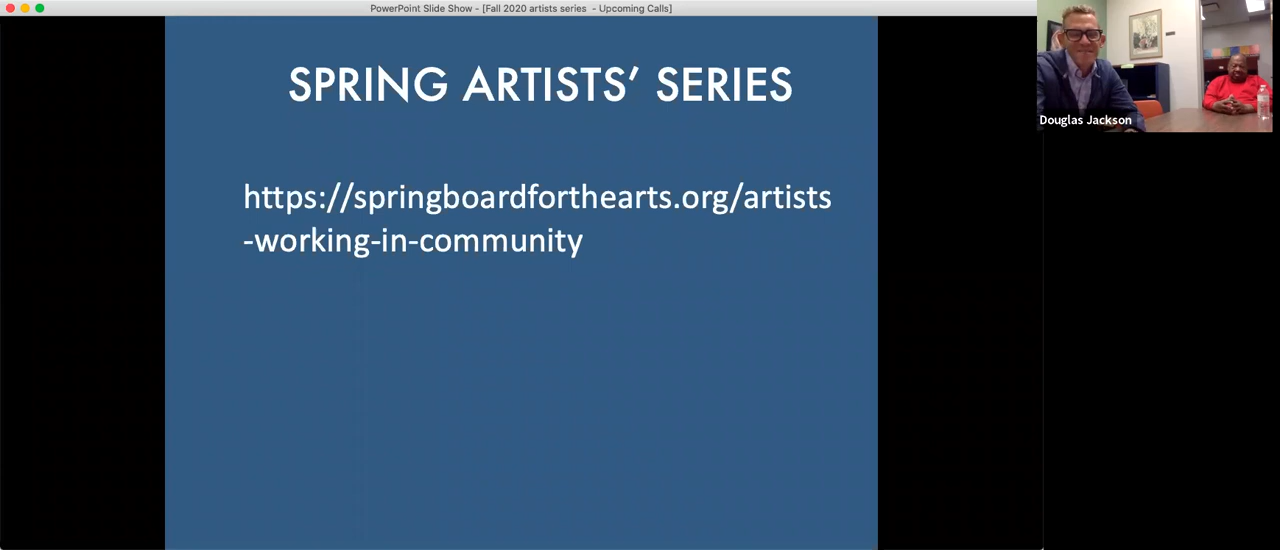 PowerPoint Slide Show - [Fall 2020 artists series  - Upcoming Calls]
SPRING ARTISTS’ SERIES
https://springboardforthearts.org/artists
-working-in-community
Douglas Jackson